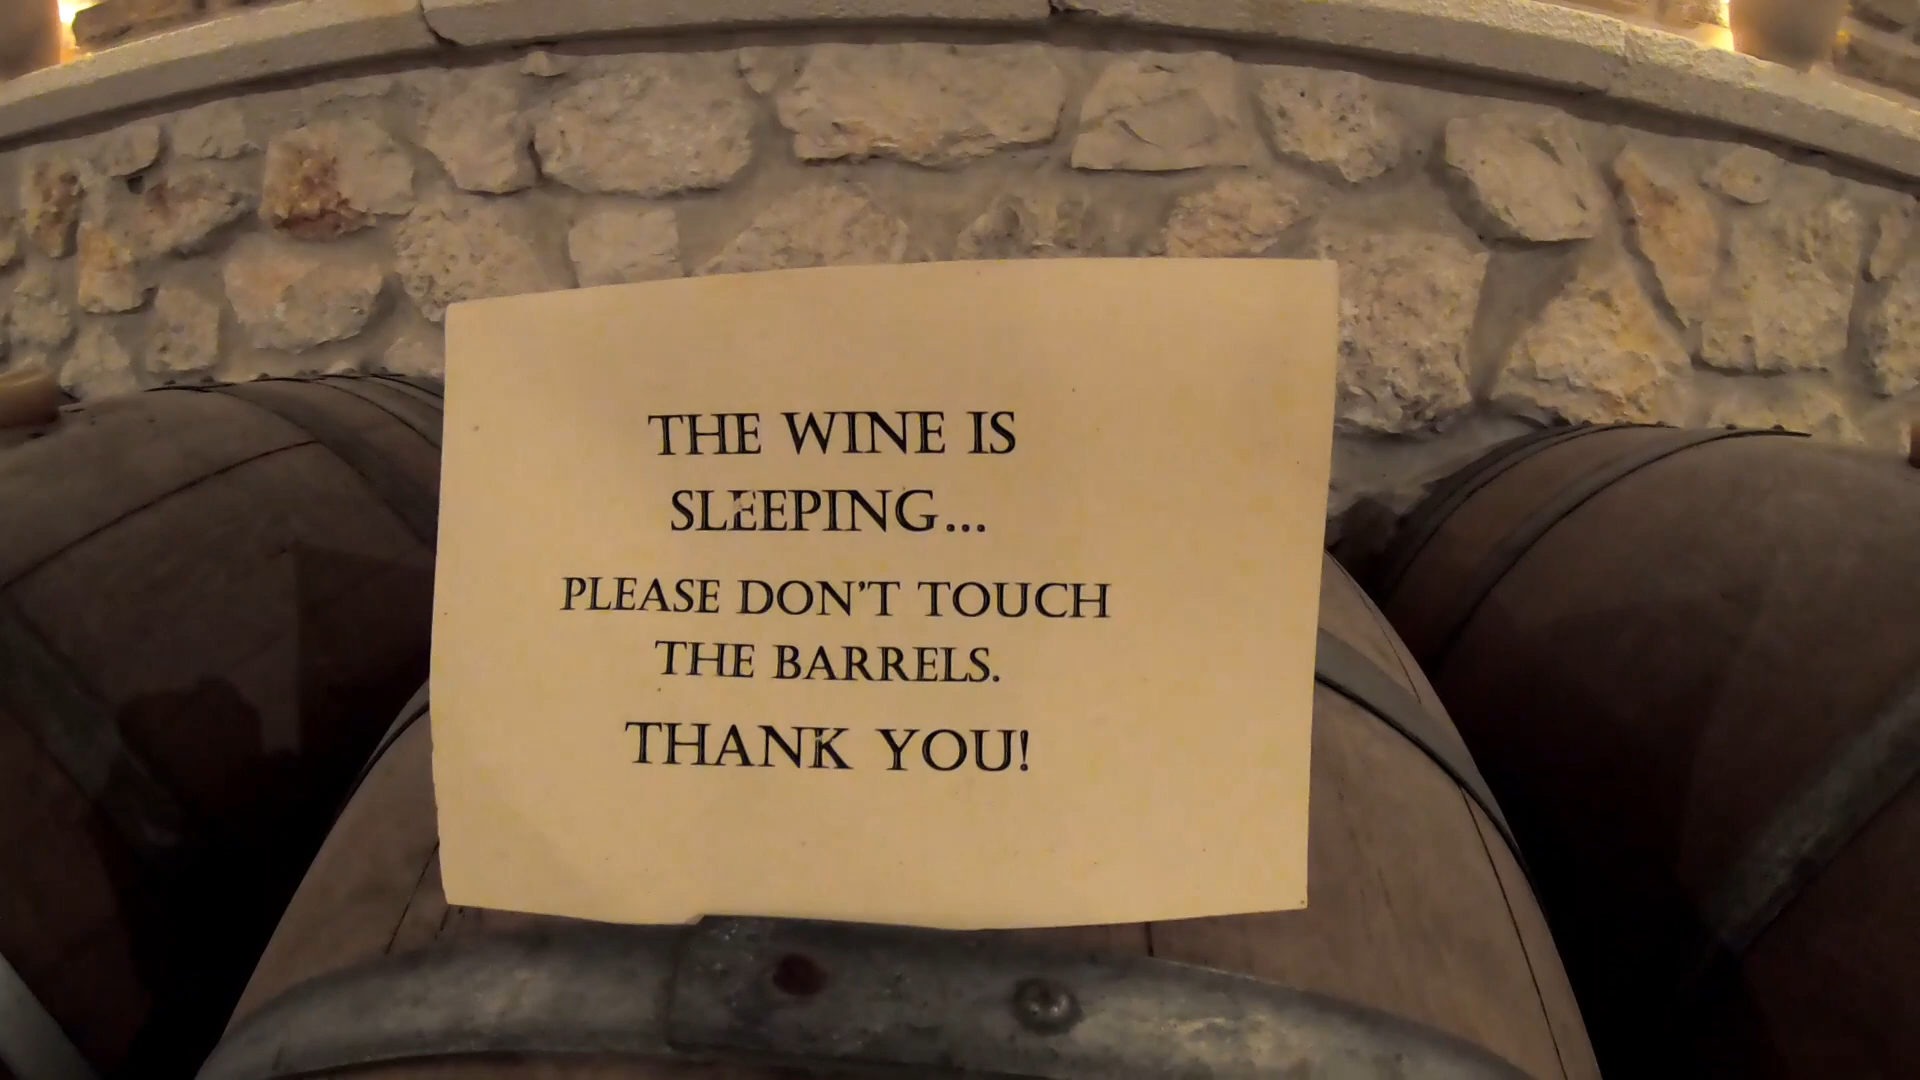 THE WINE IS
SLEEPING...
PLEASE DON'T TOUCH
THE BARRELS.
THANK YOU!